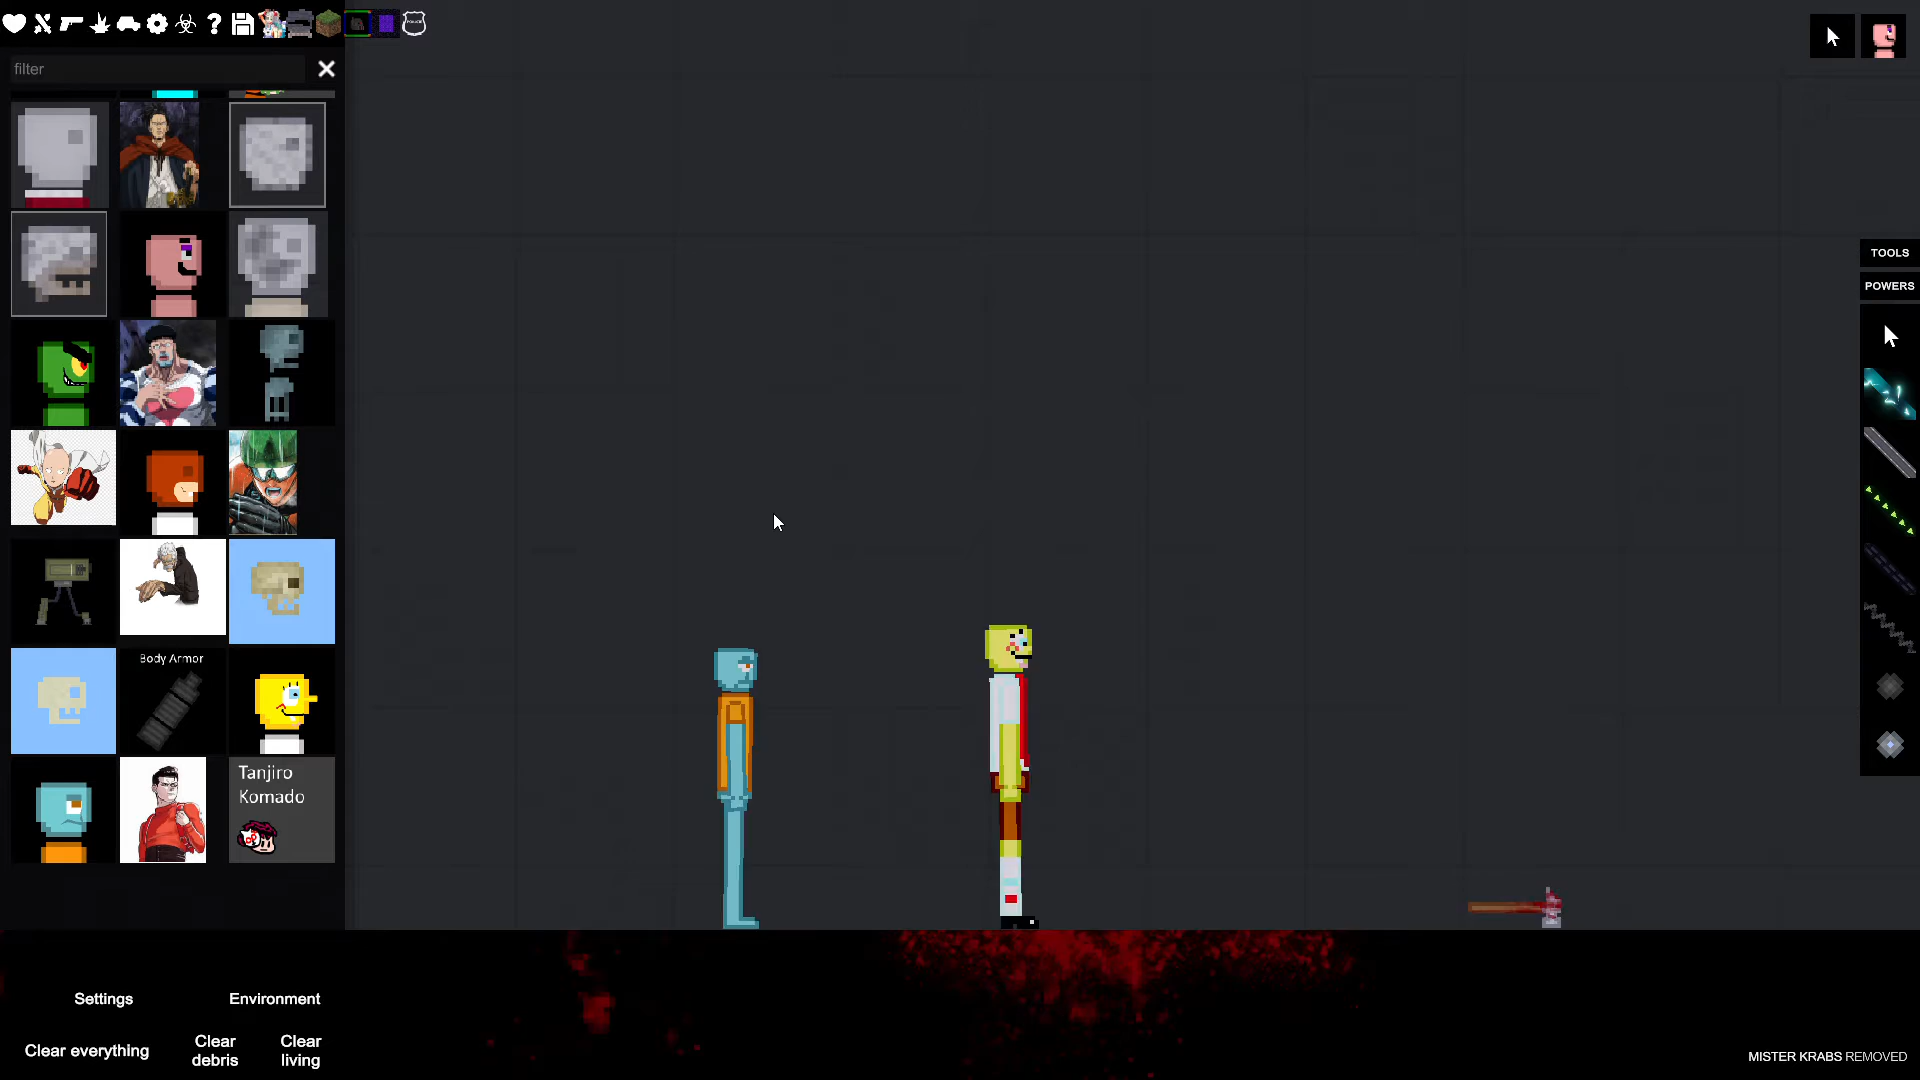 filter
TOOLS
POWERS
Body Armor
Tanjiro
Komado
Settings
Environment
Clear everything
Clear
debris
Clear
living
MISTER KRABS REMOVED